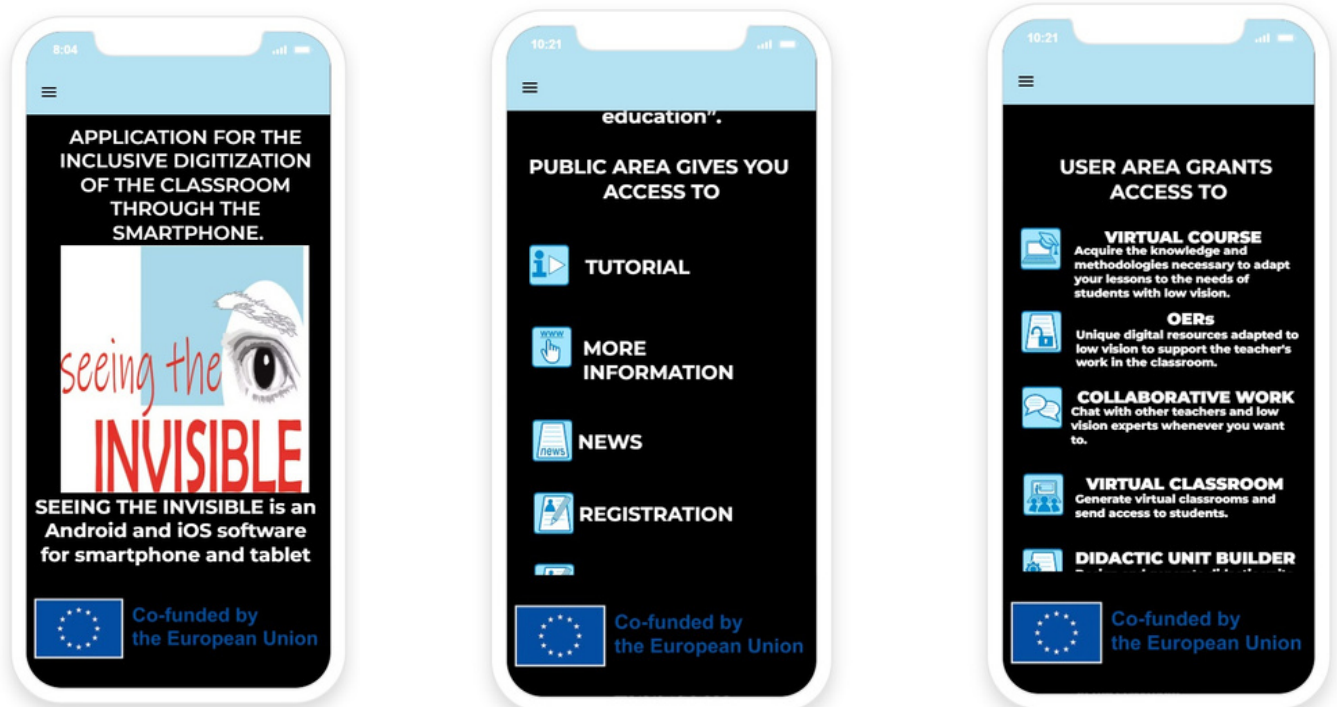 8:04
APPLICATION FOR THE
INCLUSIVE DIGITIZATION
OF THE CLASSROOM
THROUGH THE
SMARTPHONE.
seeing the
INVISIBLE
SEEING THE INVISIBLE is an
Android and iOS software
for smartphone and tablet
Co-funded by
the European Union
10:21
education”.
PUBLIC AREA GIVES YOU
ACCESS TO
TUTORIAL
www
MORE
INFORMATION
news
NEWS
REGISTRATION
Co-funded by
the European Union
10:21
USER AREA GRANTS
ACCESS TO
VIRTUAL COURSE
Acquire the knowledge and
methodologies necessary to adapt
your lessons to the needs of
students with low vision.
OERs
Unique digital resources adapted to
low vision to support the teacher's
work in the classroom.
COLLABORATIVE WORK
Chat with other teachers and low
vision experts whenever you want
to.
VIRTUAL CLASSROOM
Generate virtual classrooms and
send access to students.
DIDACTIC UNIT BUILDER
Co-funded by
the European Union